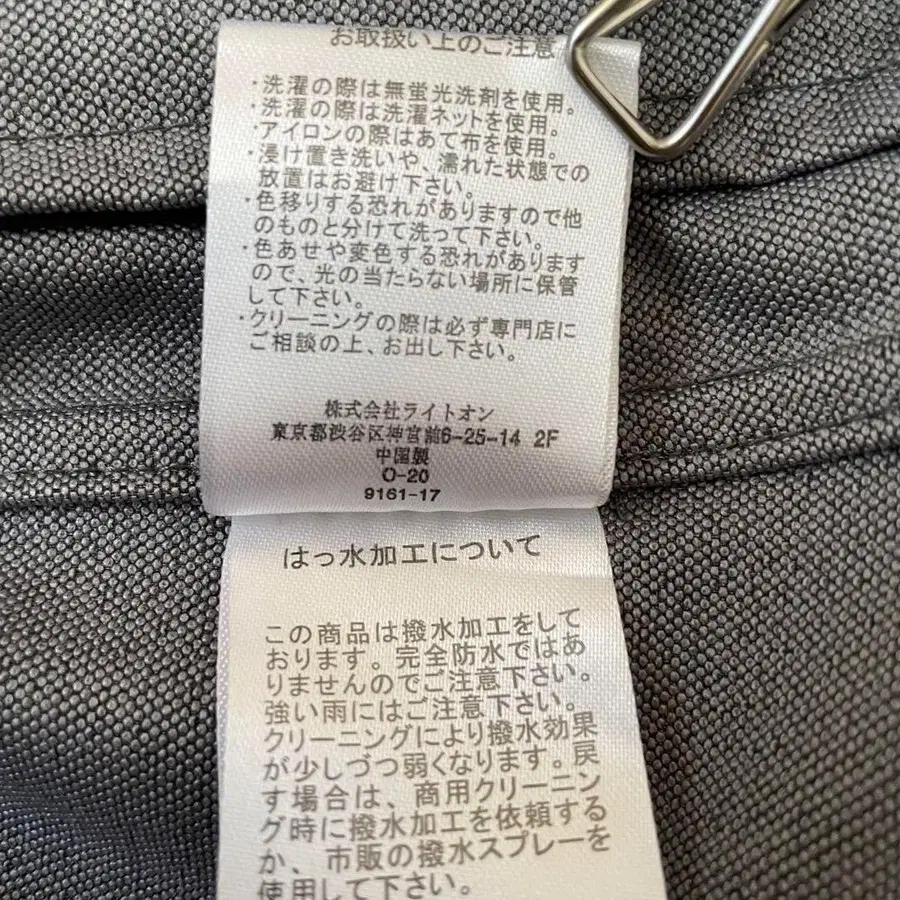 お取扱い上のご注意
・洗濯の際は無蛍光洗剤を使用。
・洗濯の際は洗濯ネットを使用。
・アイロンの際はあて布を使用。
・浸け置き洗いや、濡れた状態での
放置はお避け下さい。
・色移りする恐れがありますので他
のものと分けて洗って下さい。
・色あせや変色する恐れがあります
ので、光の当たらない場所に保管
して下さい。
・クリーニングの際は必ず専門店に
ご相談の上、お出し下さい。
株式会社ライトオン
東京都渋谷区神宮前6-25-14 2F
中国製
O-20
9161-17
はっ水加工について
この商品は撥水加工をして
おります。完全防水ではあ
りませんのでご注意下さい。
強い雨にはご注意下さい。
クリーニングにより撥水効果
が少しづつ弱くなります。戻
す場合は、商用クリーニン
グ時に撥水加工を依頼する
か、市販の撥水スプレーを
使用して下さい。